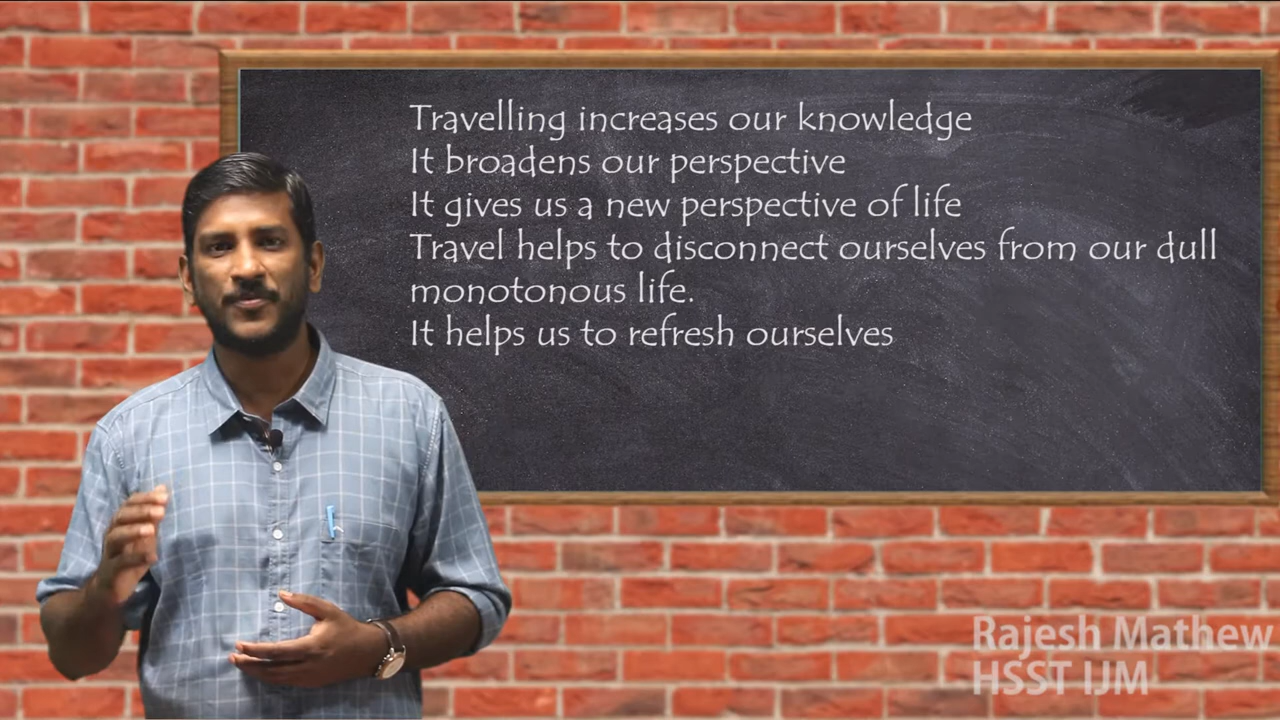 Travelling increases our knowledge
It broadens our perspective
It gives us a new perspective of life
Travel helps to disconnect ourselves from our dull
monotonous life.
It helps us to refresh ourselves
Rajesh Mathew
HSST IJM